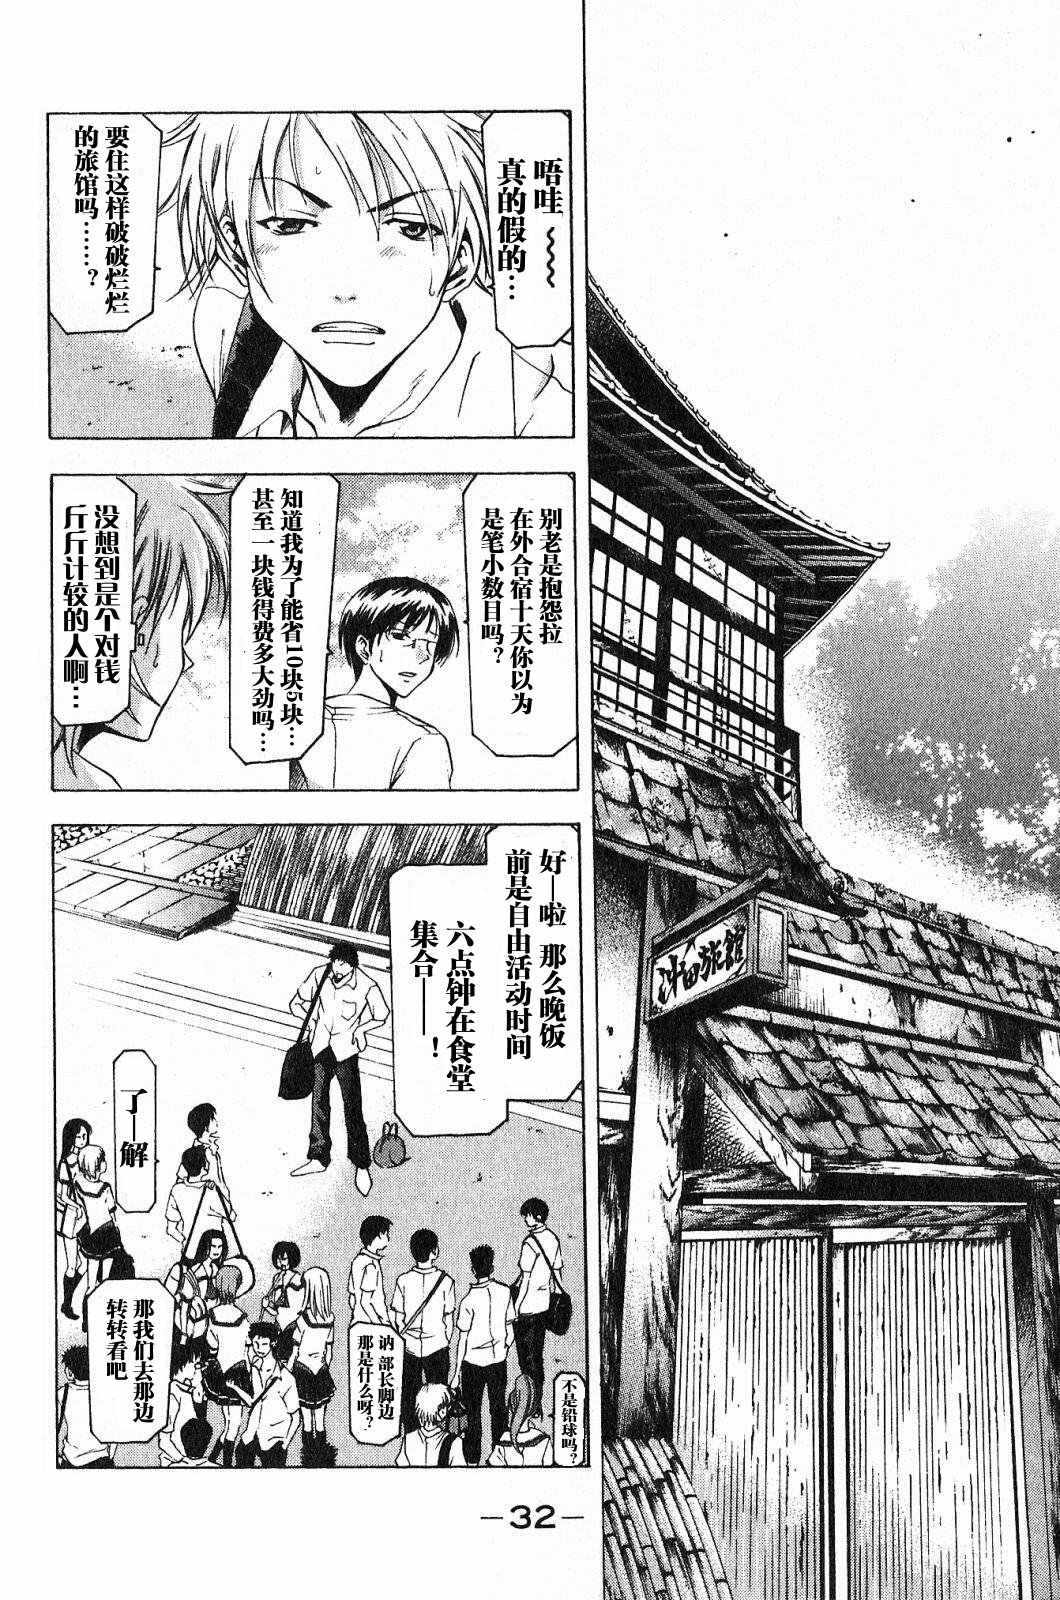 沖田旅館
唔哇~~~
真的假的…
要住这样破破烂烂
的旅馆吗……?
别老是抱怨拉
在外合宿十天你以为
是笔小数目吗?
知道我为了能省10块5块…
甚至一块钱得费多大劲吗…
没想到是个对钱
斤斤计较的人啊…
好—啦 那么晚饭
前是自由活动时间
六点钟在食堂
集合——!
了—解
不是铅球吗?
讷 部长脚边
那是什么呀?
那我们去那边
转转看吧
—32—